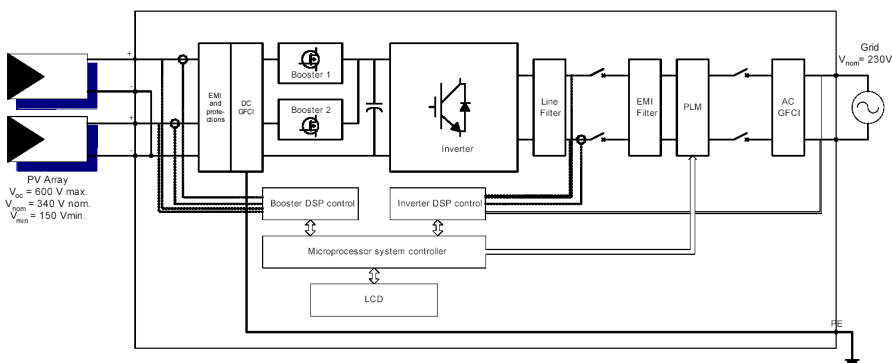 +
-
+
-
PV Array
Voc = 600 V max.
Vnom = 340 V nom.
Vmin = 150 Vmin.
EMI
and
prote-
ctions
DC
GFCI
Booster 1
Booster 2
Inverter
Line
Filter
EMI
Filter
PLM
AC
GFCI
Grid
Vnom= 230V
Booster DSP control
Inverter DSP control
Microprocessor system controller
LCD
PE